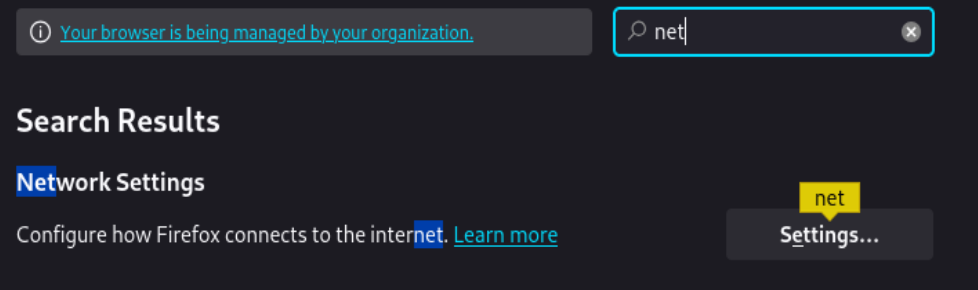 Your browser is being managed by your organization.
net
Search Results
Network Settings
net
Configure how Firefox connects to the internet. Learn more
Settings...